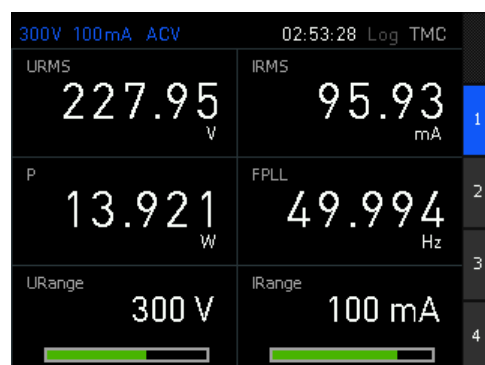 300V 100mA ACV 02:53:28 Log TMC
URMS IRMS
227.95 95.93
V mA
1
P FPLL
2
13.921 49.994
W Hz
3
URange IRange
300 V 100 mA
4